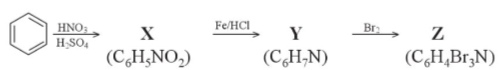 HNO₃ H₂SO₄ X Fe/HCl Y Br₂ Z
(C₆H₅NO₂) (C₆H₇N) (C₆H₄Br₃N)